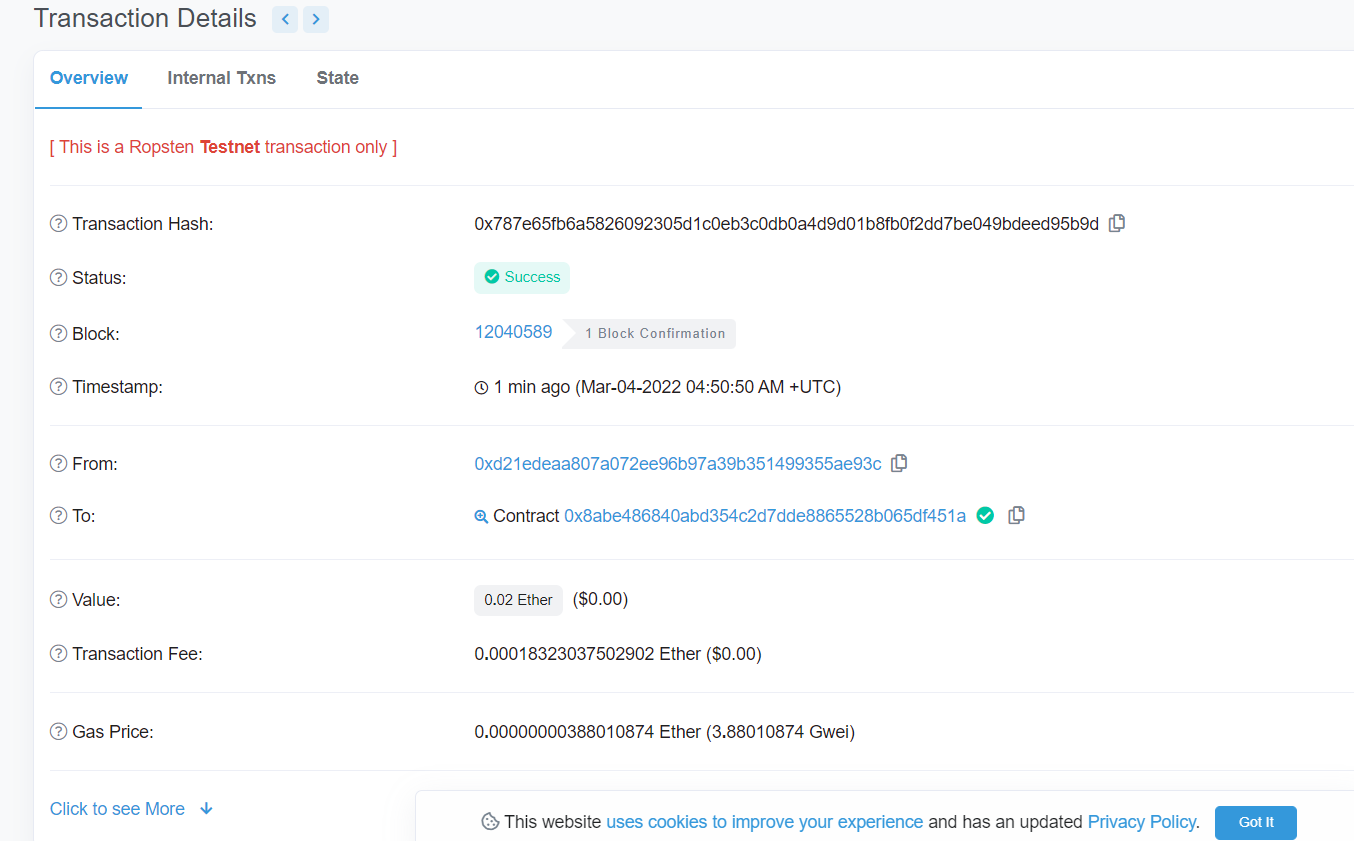 Transaction Details
Overview Internal Txns State
[ This is a Ropsten Testnet transaction only ]
Transaction Hash: 0x787e65fb6a5826092305d1c0eb3c0db0a4d9d01b8fb0f2dd7be049bdeed95b9d
Status: Success
Block: 12040589 1 Block Confirmation
Timestamp: 1 min ago (Mar-04-2022 04:50:50 AM +UTC)
From: 0xd21edeaa807a072ee96b97a39b351499355ae93c
To: Contract 0x8abe486840abd354c2d7dde8865528b065df451a
Value: 0.02 Ether ($0.00)
Transaction Fee: 0.00018323037502902 Ether ($0.00)
Gas Price: 0.00000000388010874 Ether (3.88010874 Gwei)
Click to see More
This website uses cookies to improve your experience and has an updated Privacy Policy. Got It